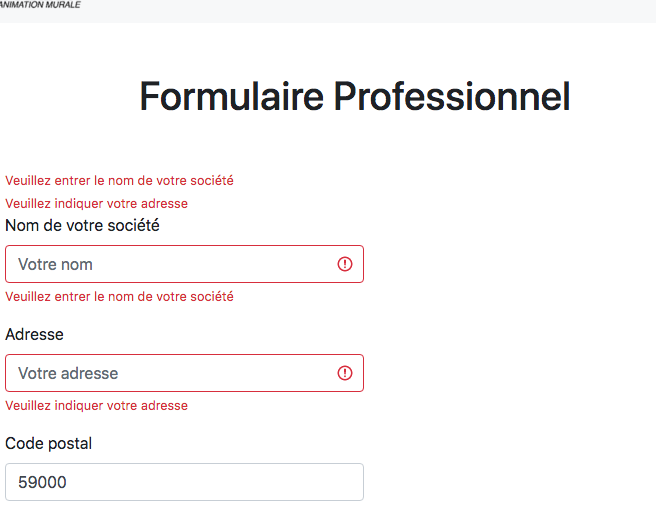 ANIMATION MURALE
Formulaire Professionnel
Veuillez entrer le nom de votre société
Veuillez indiquer votre adresse
Nom de votre société
Votre nom
Veuillez entrer le nom de votre société
Adresse
Votre adresse
Veuillez indiquer votre adresse
Code postal
59000